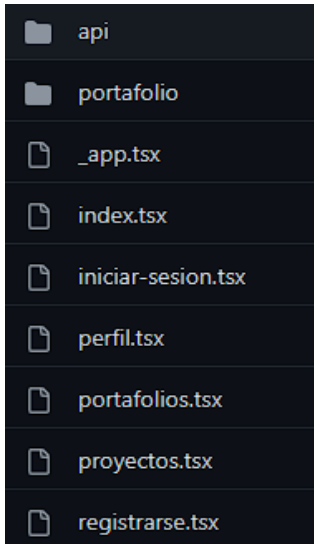 api
portafolio
_app.tsx
index.tsx
iniciar-sesion.tsx
perfil.tsx
portafolios.tsx
proyectos.tsx
registrarse.tsx